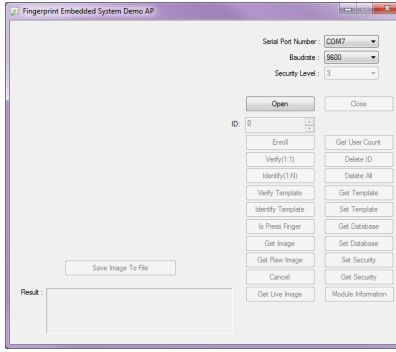 Fingerprint Embedded System Demo AP
Serial Port Number : COM7
Baudrate : 9600
Security Level : 3
Open Close
ID: 0
Enroll Get User Count
Verify(1:1) Delete ID
Identify(1:N) Delete All
Verify Template Get Template
Identify Template Set Template
Is Press Finger Get Database
Get Image Set Database
Get Raw Image Set Security
Save Image To File
Cancel Get Security
Result : Get Live Image Module Information